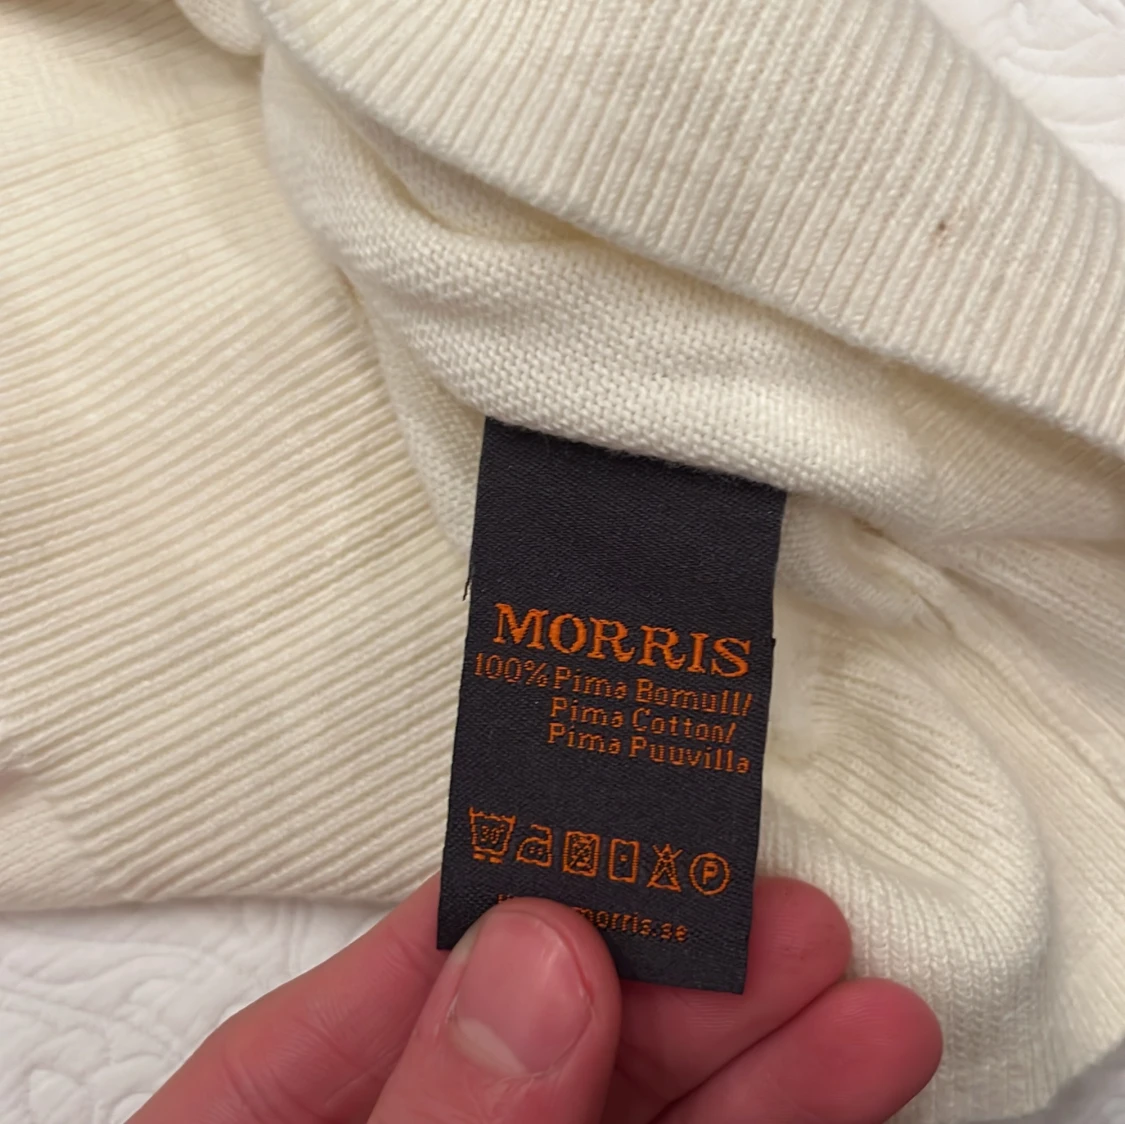 MORRIS
100% Pima Bomull/
Pima Cotton/
Pima Puuvilla
30°
P
morris.se